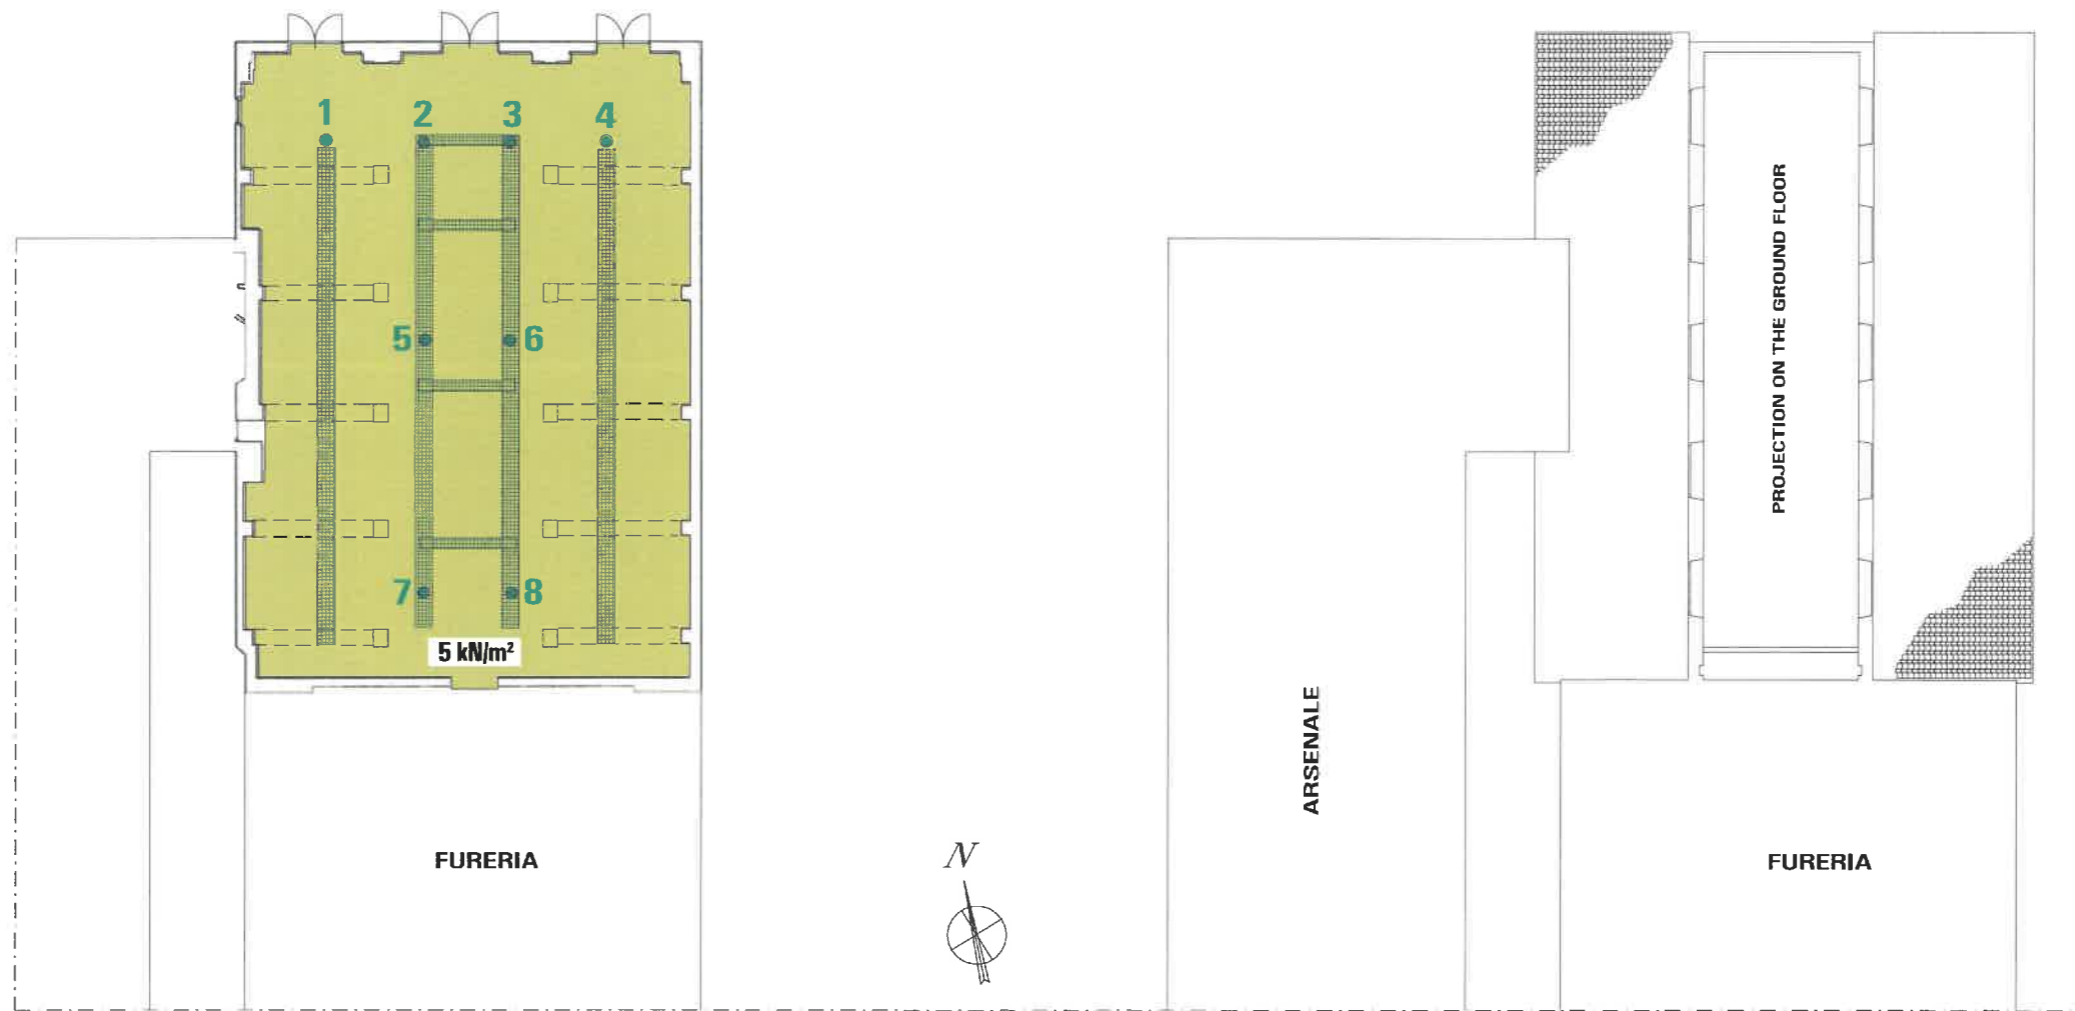 1
2
3
4
5
6
7
8
5 kN/m²
FURERIA
N
ARSENALE
PROJECTION ON THE GROUND FLOOR
FURERIA